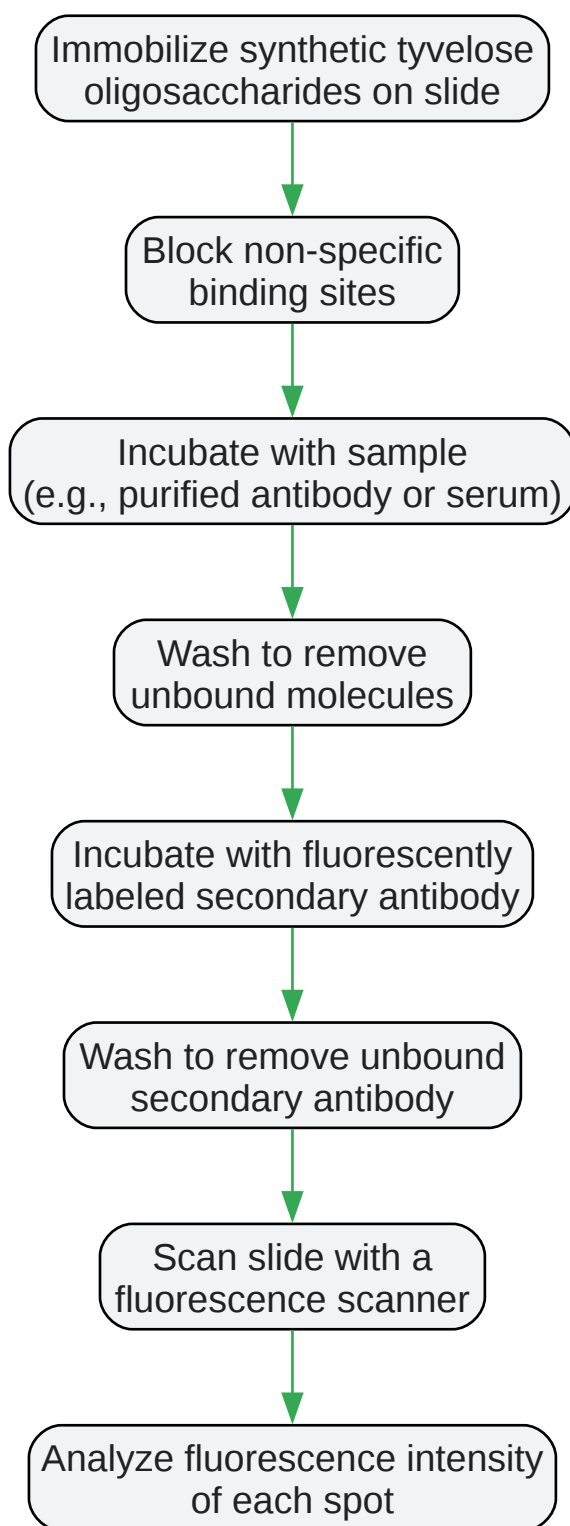 Immobilize synthetic tyvelose
oligosaccharides on slide
Block non-specific
binding sites
Incubate with sample
(e.g., purified antibody or serum)
Wash to remove
unbound molecules
Incubate with fluorescently
labeled secondary antibody
Wash to remove unbound
secondary antibody
Scan slide with a
fluorescence scanner
Analyze fluorescence intensity
of each spot